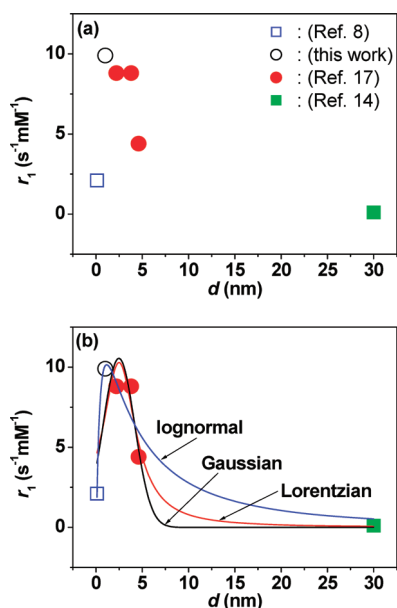 (a)
□ : (Ref. 8)
○ : (this work)
● : (Ref. 17)
■ : (Ref. 14)
r₁ (s⁻¹mM⁻¹)
10
5
0
0 5 10 15 20 25 30
d (nm)
(b)
r₁ (s⁻¹mM⁻¹)
15
10
5
0
lognormal
Gaussian
Lorentzian
0 5 10 15 20 25 30
d (nm)